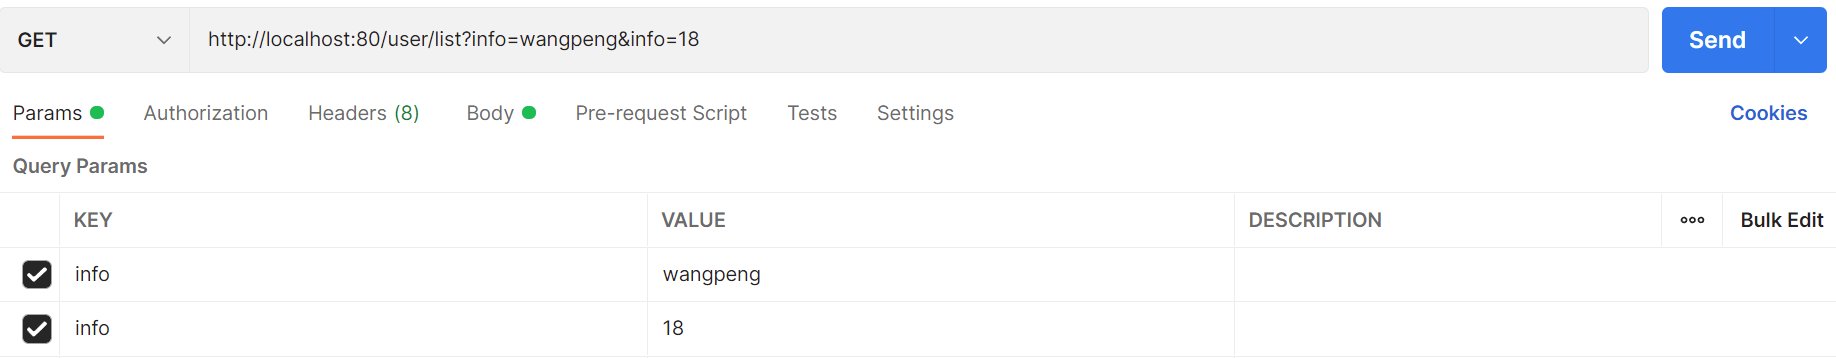 GET http://localhost:80/user/list?info=wangpeng&info=18 Send
Params Authorization Headers (8) Body Pre-request Script Tests Settings Cookies
Query Params
KEY VALUE DESCRIPTION ooo Bulk Edit
info wangpeng
info 18